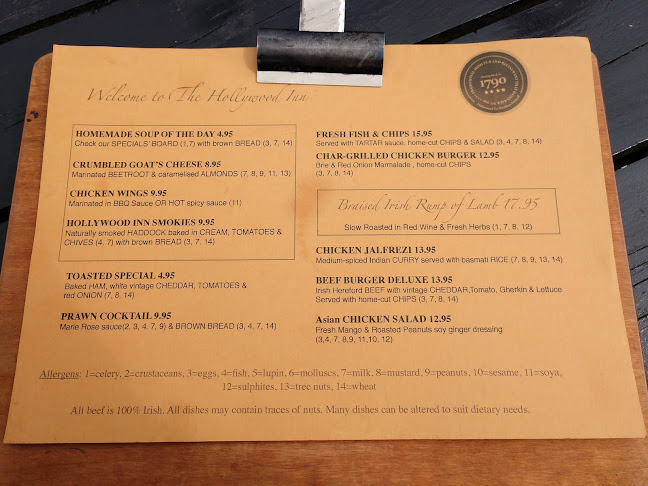 Welcome to The Hollywood Inn
1790
HOMEMADE SOUP OF THE DAY 4.95
Check our SPECIALS' BOARD (1,7) with brown BREAD (3, 7, 14)
CRUMBLED GOAT'S CHEESE 8.95
Marinated BEETROOT & caramelised ALMONDS (7, 8, 9, 11, 13)
CHICKEN WINGS 9.95
Marinated in BBQ Sauce OR HOT spicy sauce (11)
HOLLYWOOD INN SMOKIES 9.95
Naturally smoked HADDOCK baked in CREAM, TOMATOES &
CHIVES (4, 7) with brown BREAD (3, 7, 14)
TOASTED SPECIAL 4.95
Baked HAM, white vintage CHEDDAR, TOMATOES &
red ONION (7, 8, 14)
PRAWN COCKTAIL 9.95
Marie Rose sauce(2, 3, 4, 7, 9) & BROWN BREAD (3, 4, 7, 14)
FRESH FISH & CHIPS 15.95
Served with TARTAR sauce, home-cut CHIPS & SALAD (3, 4, 7, 8, 14)
CHAR-GRILLED CHICKEN BURGER 12.95
Brie & Red Onion Marmalade , home-cut CHIPS
(3, 7, 8, 14)
Braised Irish Rump of Lamb 17.95
Slow Roasted in Red Wine & Fresh Herbs (1, 7, 8, 12)
CHICKEN JALFREZI 13.95
Medium-spiced Indian CURRY served with basmati RICE (7, 8, 9, 13, 14)
BEEF BURGER DELUXE 13.95
Irish Hereford BEEF with vintage CHEDDAR,Tomato, Gherkin & Lettuce
Served with home-cut CHIPS (3, 7, 8, 14)
Asian CHICKEN SALAD 12.95
Fresh Mango & Roasted Peanuts soy ginger dressing
(3,4, 7, 8,9, 11,10, 12)
Allergens: 1=celery, 2=crustaceans, 3=eggs, 4=fish, 5=lupin, 6=molluscs, 7=milk, 8=mustard, 9=peanuts, 10=sesame, 11=soya,
12=sulphites, 13=tree nuts, 14=wheat
All beef is 100% Irish. All dishes may contain traces of nuts. Many dishes can be altered to suit dietary needs.